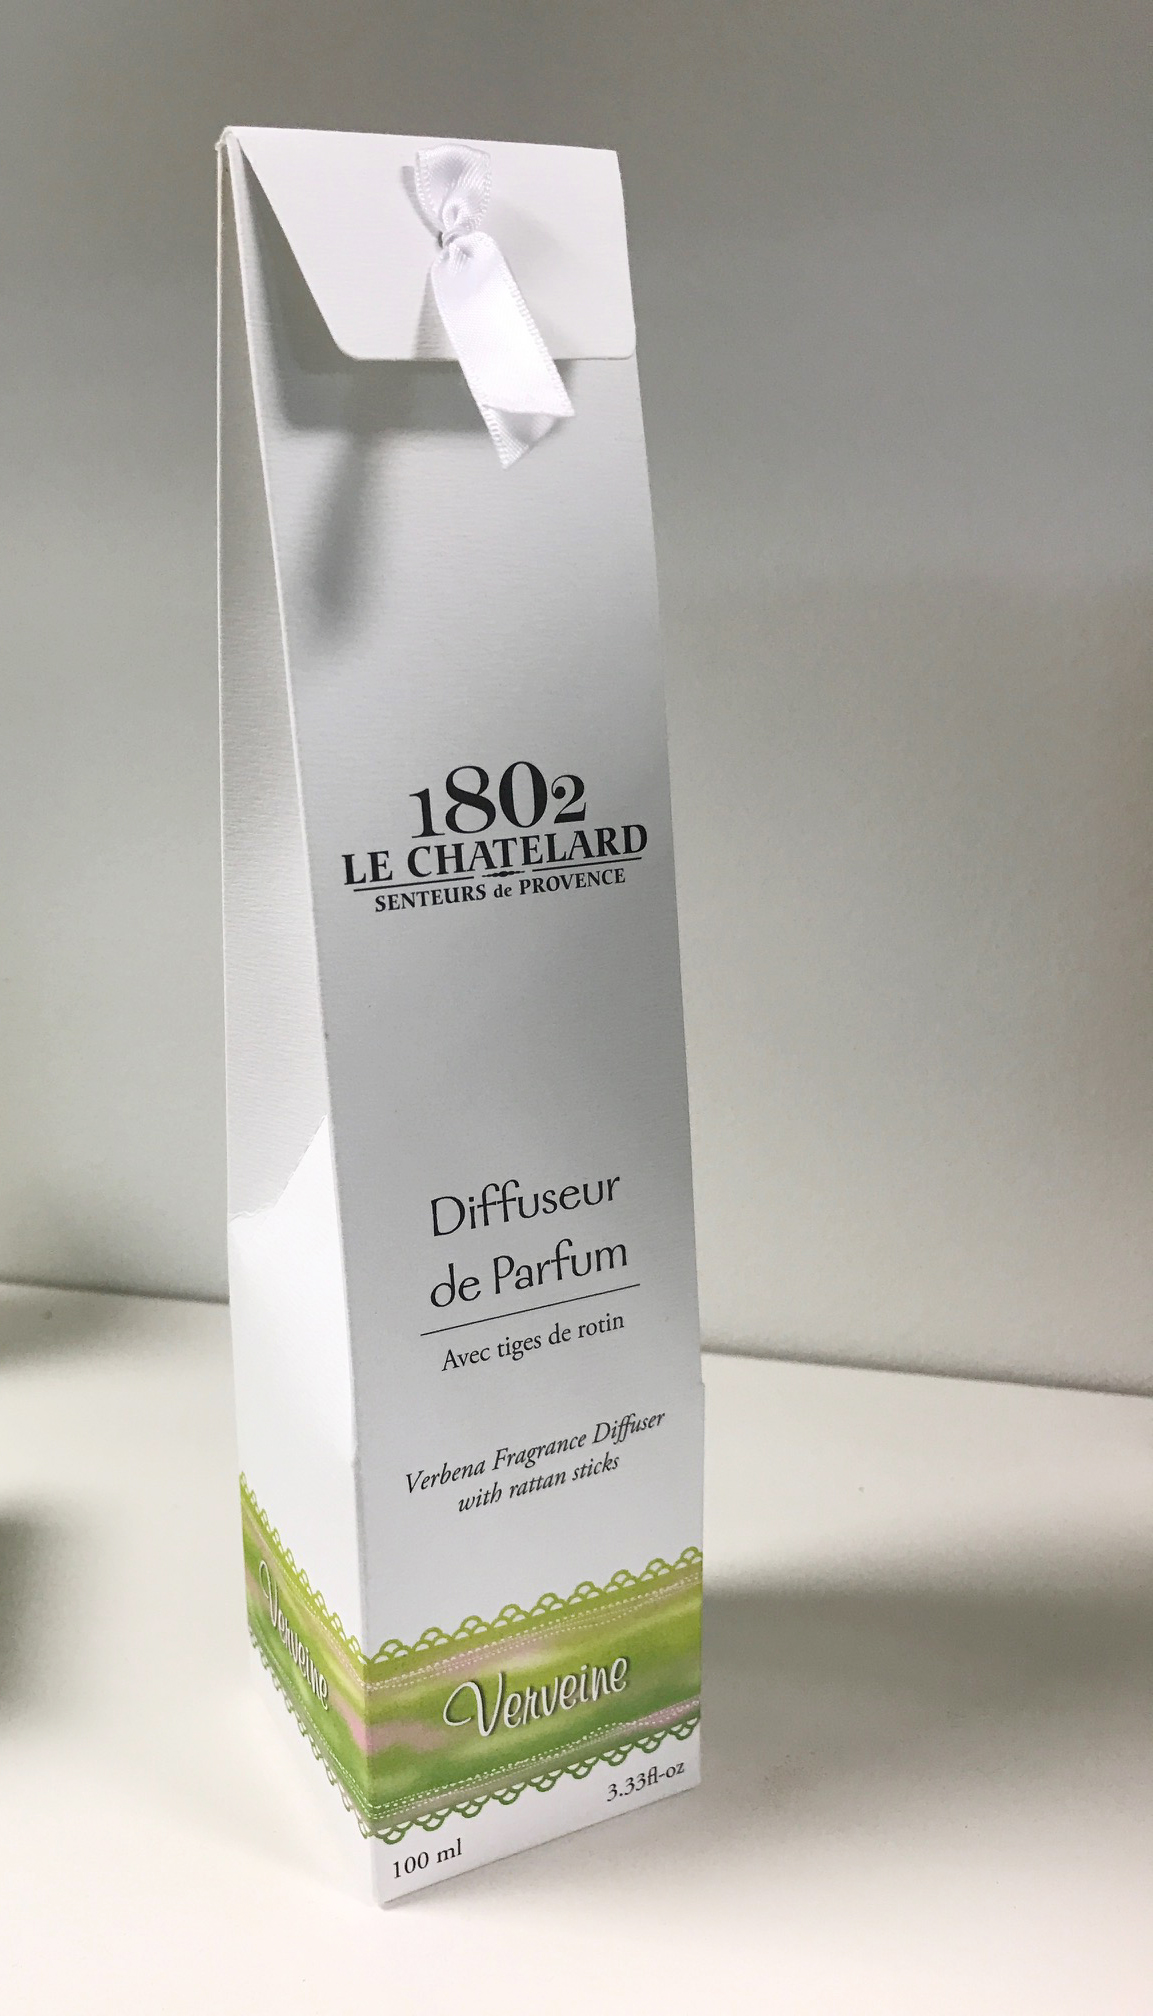 1802
LE CHATELARD
SENTEURS de PROVENCE
Diffuseur
de Parfum
Avec tiges de rotin
Verbena Fragrance Diffuser
with rattan sticks
Verveine
Verveine
3.33fl-oz
100 ml